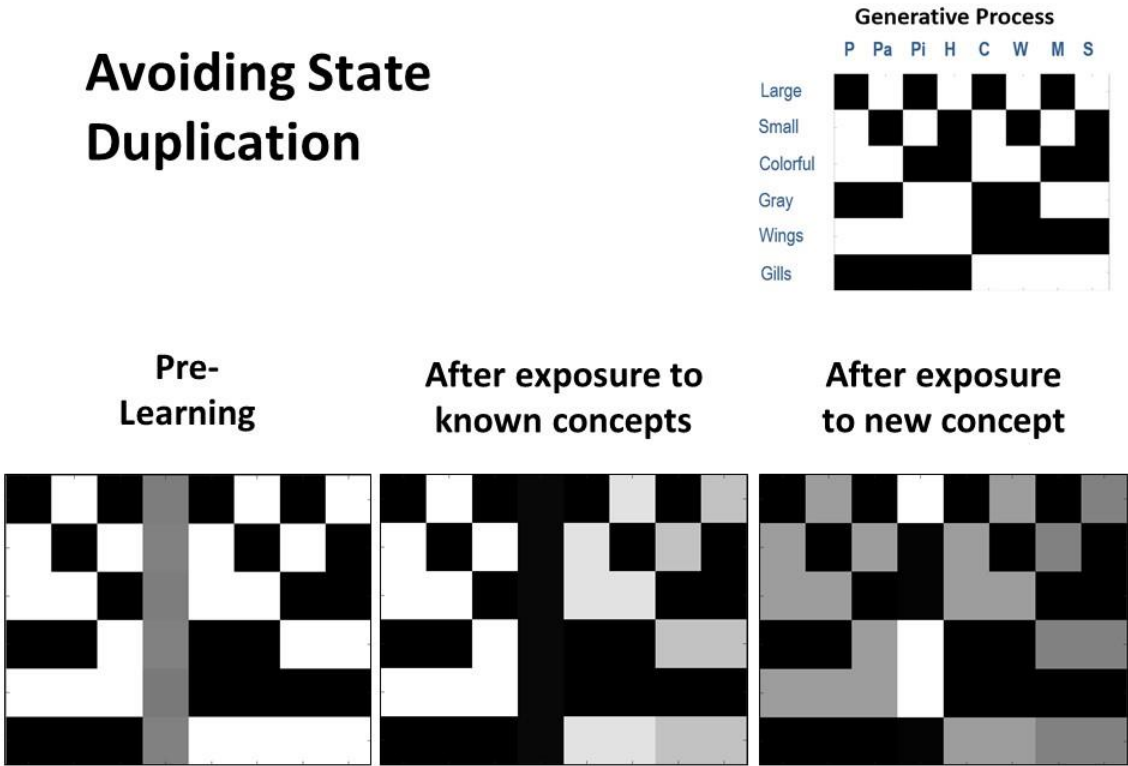 Avoiding State
Duplication
Generative Process
P Pa Pi H C W M S
Large
Small
Colorful
Gray
Wings
Gills
Pre-
Learning
After exposure to
known concepts
After exposure
to new concept